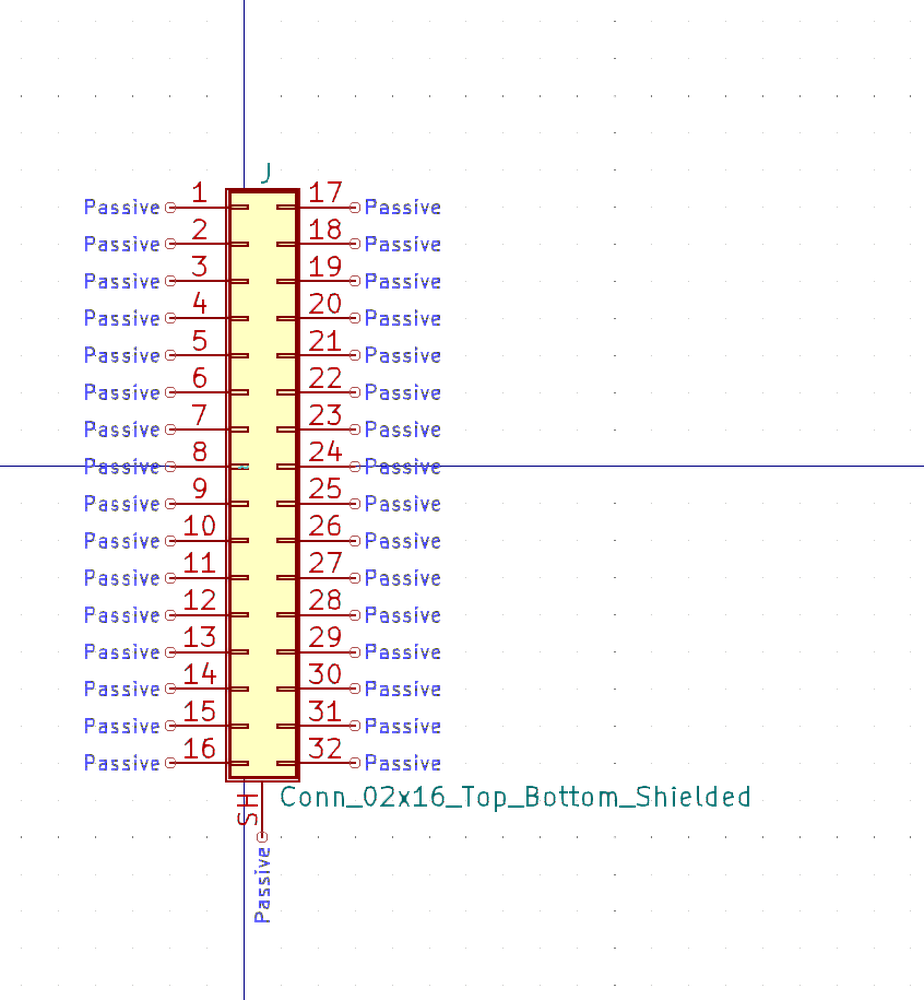 J
Passive 1 17 Passive
Passive 2 18 Passive
Passive 3 19 Passive
Passive 4 20 Passive
Passive 5 21 Passive
Passive 6 22 Passive
Passive 7 23 Passive
Passive 8 24 Passive
Passive 9 25 Passive
Passive 10 26 Passive
Passive 11 27 Passive
Passive 12 28 Passive
Passive 13 29 Passive
Passive 14 30 Passive
Passive 15 31 Passive
Passive 16 32 Passive
SH Conn_02x16_Top_Bottom_Shielded
Passive